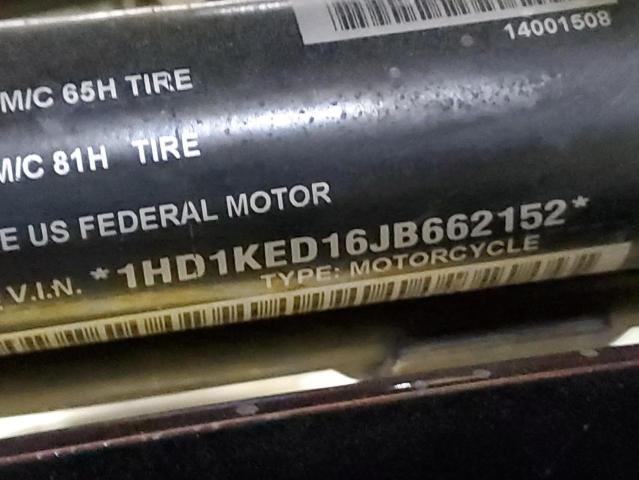 14001508
M/C 65H TIRE
M/C 81H TIRE
E US FEDERAL MOTOR
V.I.N. *1HD1KED16JB662152*
TYPE: MOTORCYCLE